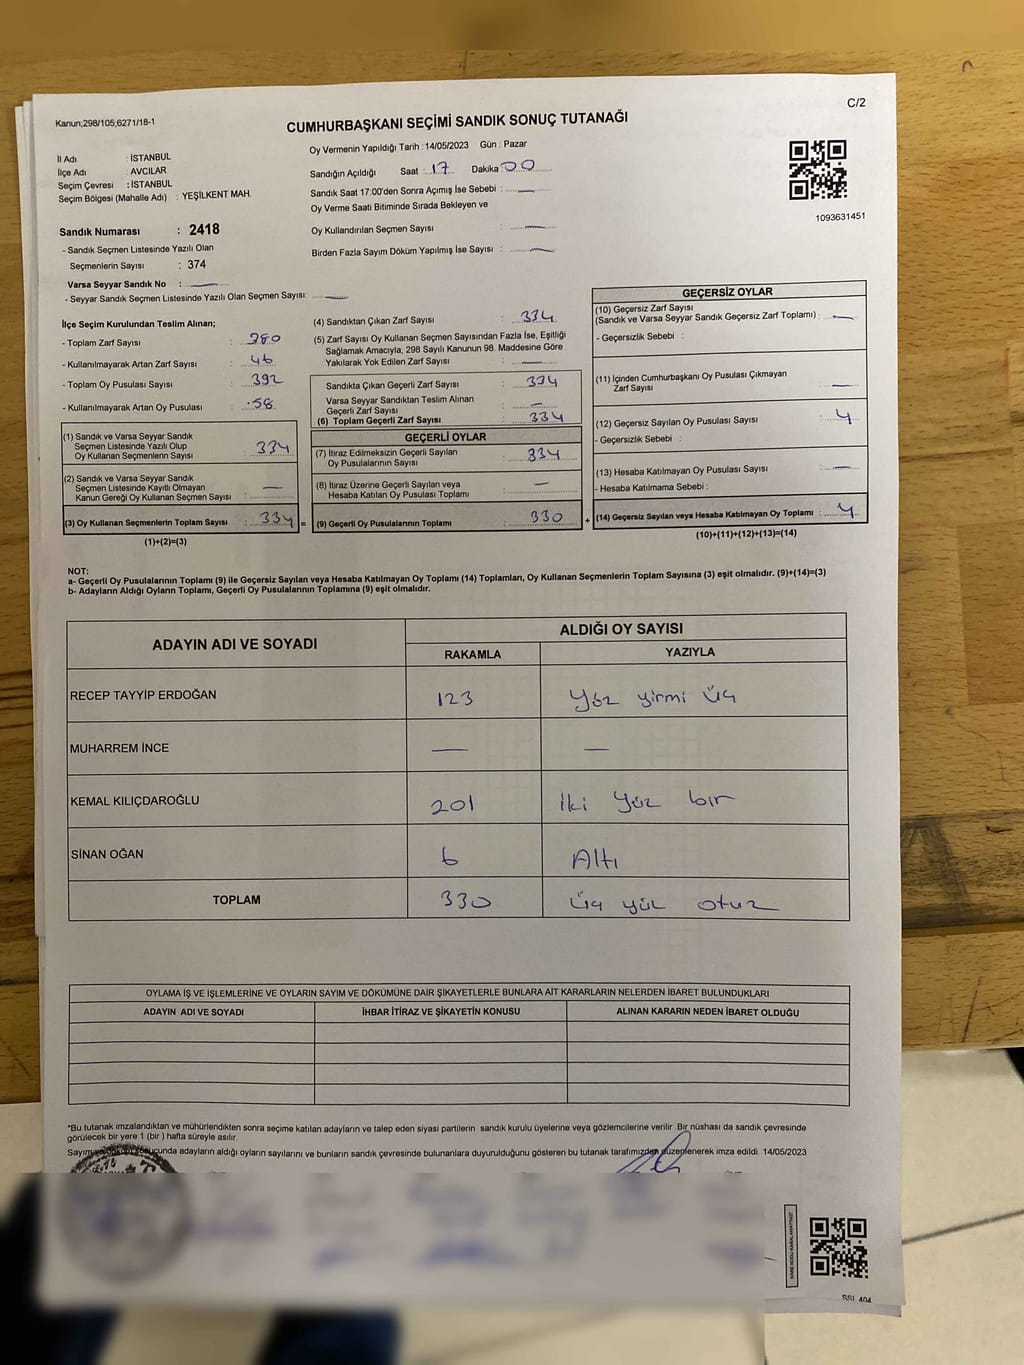 C/2
Kanun;298/105;6271/18-1
CUMHURBAŞKANI SEÇİMİ SANDIK SONUÇ TUTANAĞI
İl Adı : İSTANBUL
İlçe Adı : AVCILAR
Seçim Çevresi : İSTANBUL
Seçim Bölgesi (Mahalle Adı) : YEŞİLKENT MAH.
Oy Vermenin Yapıldığı Tarih : 14/05/2023 Gün : Pazar
Sandığın Açıldığı Saat : 17 Dakika : 00
Sandık Saat 17:00'den Sonra Açımış İse Sebebi : —
Oy Verme Saati Bitiminde Sırada Bekleyen ve
Oy Kullandırılan Seçmen Sayısı : —
Birden Fazla Sayım Döküm Yapılmış İse Sayısı : —
1093631451
Sandık Numarası : 2418
- Sandık Seçmen Listesinde Yazılı Olan
Seçmenlerin Sayısı : 374
Varsa Seyyar Sandık No : —
- Seyyar Sandık Seçmen Listesinde Yazılı Olan Seçmen Sayısı : —
İlçe Seçim Kurulundan Teslim Alınan;
- Toplam Zarf Sayısı : 380
- Kullanılmayarak Artan Zarf Sayısı : 46
- Toplam Oy Pusulası Sayısı : 392
- Kullanılmayarak Artan Oy Pusulası : 58
(1) Sandık ve Varsa Seyyar Sandık
Seçmen Listesinde Yazılı Olup
Oy Kullanan Seçmenlerin Sayısı : 334
(2) Sandık ve Varsa Seyyar Sandık
Seçmen Listesinde Kayıtlı Olmayan
Kanun Gereği Oy Kullanan Seçmen Sayısı : —
(3) Oy Kullanan Seçmenlerin Toplam Sayısı : 334 =
(1)+(2)=(3)
(4) Sandıktan Çıkan Zarf Sayısı : 334
(5) Zarf Sayısı Oy Kullanan Seçmen Sayısından Fazla İse, Eşitliği
Sağlamak Amacıyla; 298 Sayılı Kanunun 98. Maddesine Göre
Yakılarak Yok Edilen Zarf Sayısı : —
Sandıkta Çıkan Geçerli Zarf Sayısı : 334
Varsa Seyyar Sandıktan Teslim Alınan
Geçerli Zarf Sayısı : —
(6) Toplam Geçerli Zarf Sayısı : 334
GEÇERLİ OYLAR
(7) İtiraz Edilmeksizin Geçerli Sayılan
Oy Pusulalarının Sayısı : 334
(8) İtiraz Üzerine Geçerli Sayılan veya
Hesaba Katılan Oy Pusulası Toplamı : —
(9) Geçerli Oy Pusulalarının Toplamı : 330 +
GEÇERSİZ OYLAR
(10) Geçersiz Zarf Sayısı
(Sandık ve Varsa Seyyar Sandık Geçersiz Zarf Toplamı) : —
- Geçersizlik Sebebi :
(11) İçinden Cumhurbaşkanı Oy Pusulası Çıkmayan
Zarf Sayısı : —
(12) Geçersiz Sayılan Oy Pusulası Sayısı : 4
- Geçersizlik Sebebi :
(13) Hesaba Katılmayan Oy Pusulası Sayısı : —
- Hesaba Katılmama Sebebi :
(14) Geçersiz Sayılan veya Hesaba Katılmayan Oy Toplamı : 4
(10)+(11)+(12)+(13)=(14)
NOT:
a- Geçerli Oy Pusulalarının Toplamı (9) ile Geçersiz Sayılan veya Hesaba Katılmayan Oy Toplamı (14) Toplamları, Oy Kullanan Seçmenlerin Toplam Sayısına (3) eşit olmalıdır. (9)+(14)=(3)
b- Adayların Aldığı Oyların Toplamı, Geçerli Oy Pusulalarının Toplamına (9) eşit olmalıdır.
ADAYIN ADI VE SOYADI ALDIĞI OY SAYISI
RAKAMLA YAZIYLA
RECEP TAYYİP ERDOĞAN 123 Yüz yirmi Üç
MUHARREM İNCE — —
KEMAL KILIÇDAROĞLU 201 İki Yüz bir
SİNAN OĞAN 6 Altı
TOPLAM 330 Üç yüz otuz
OYLAMA İŞ VE İŞLEMLERİNE VE OYLARIN SAYIM VE DÖKÜMÜNE DAİR ŞİKAYETLERLE BUNLARA AİT KARARLARIN NELERDEN İBARET BULUNDUKLARI
ADAYIN ADI VE SOYADI İHBAR İTİRAZ VE ŞİKAYETİN KONUSU ALINAN KARARIN NEDEN İBARET OLDUĞU
*Bu tutanak imzalandıktan ve mühürlendikten sonra seçime katılan adayların ve talep eden siyasi partilerin sandık kurulu üyelerine veya gözlemcilerine verilir. Bir nüshası da sandık çevresinde
görülecek bir yere 1 (bir) hafta süreyle asılır.
Sayım ve döküm sonucunda adayların aldığı oyların sayılarını ve bunların sandık çevresinde bulunanlara duyurulduğunu gösteren bu tutanak tarafımızdan düzenlenerek imza edildi. 14/05/2023